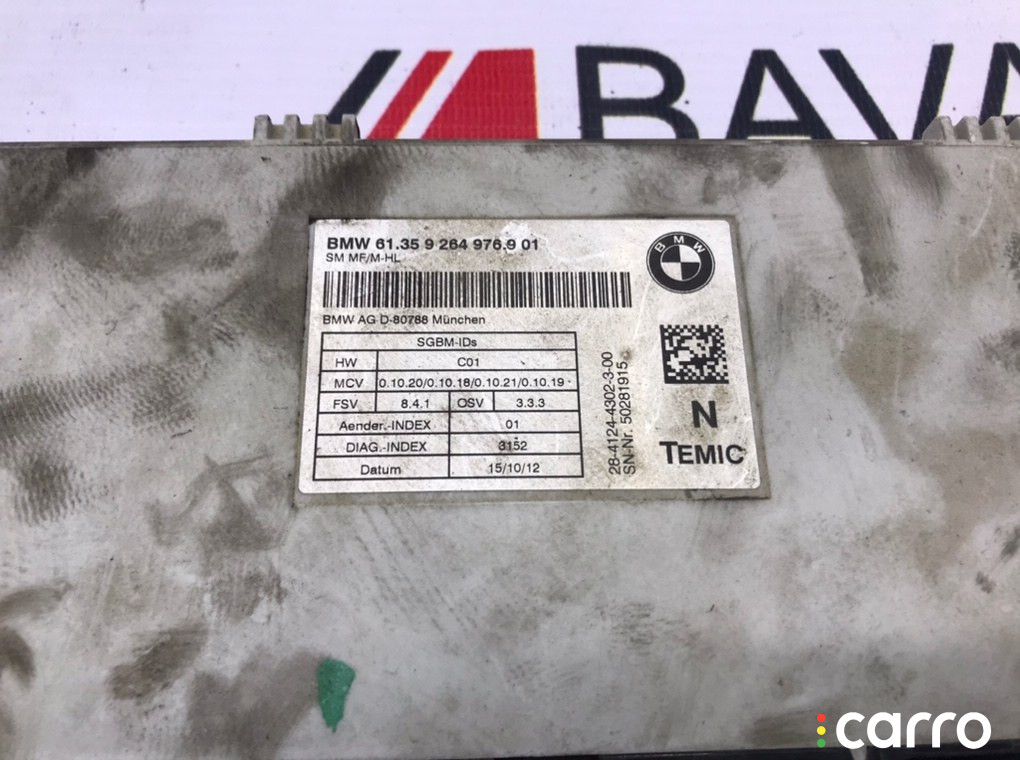 BMW 61.35 9 264 976.9 01
SM MF/M-HL
BMW
BMW AG D-80788 München
SGBM-IDs
HW C01
MCV 0.10.20/0.10.18/0.10.21/0.10.19
FSV 8.4.1 OSV 3.3.3
Aender.-INDEX 01
DIAG.-INDEX 3152
Datum 15/10/12
28-4124-4302-3-00
SN-Nr. 50281915
N
TEMIC
carro